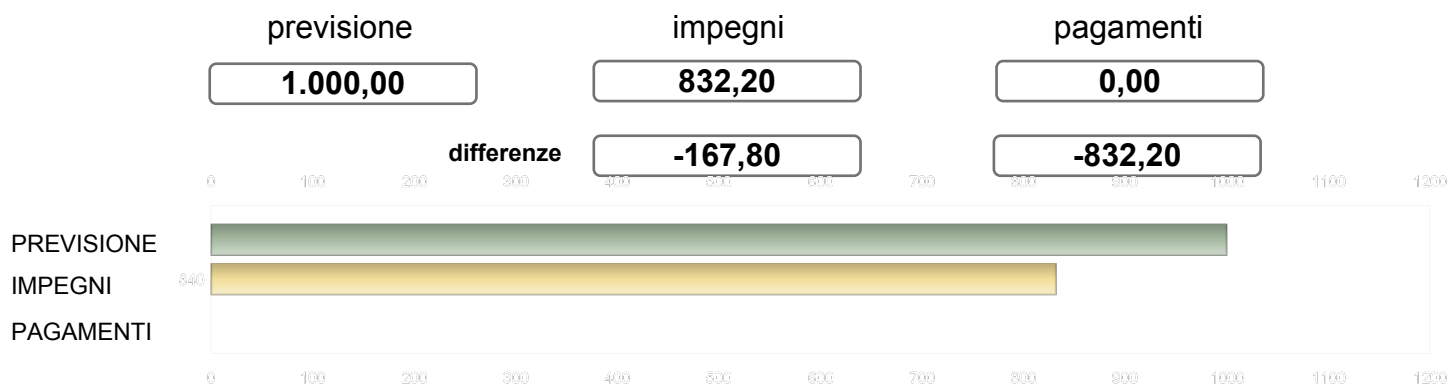 previsione impegni pagamenti
1.000,00 832,20 0,00
differenze -167,80 -832,20
0 100 200 300 400 500 600 700 800 900 1000 1100 1200
PREVISIONE
840
IMPEGNI
PAGAMENTI
0 100 200 300 400 500 600 700 800 900 1000 1100 1200